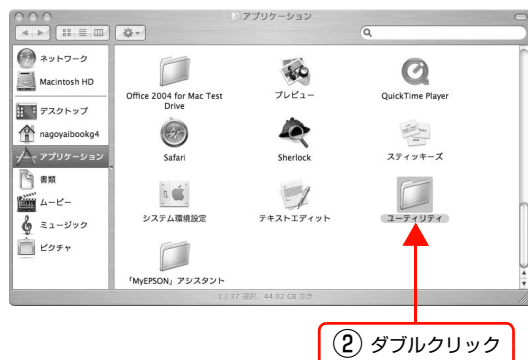 アプリケーション
ネットワーク
Macintosh HD
デスクトップ
nagoyaibookg4
アプリケーション
書類
ムービー
ミュージック
ピクチャ
Office 2004 for Mac Test
Drive
プレビュー
QuickTime Player
Safari
Sherlock
スティッキーズ
システム環境設定
テキストエディット
ユーティリティ
「MyEPSON」アシスタント
1 / 37 選択、44.02 GB 空き
② ダブルクリック